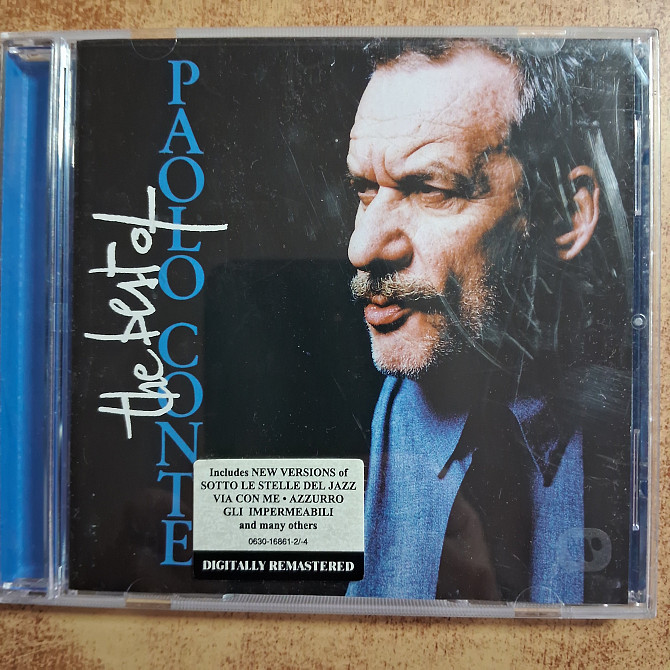 the best of
PAOLO CONTE
Includes NEW VERSIONS of
SOTTO LE STELLE DEL JAZZ
VIA CON ME • AZZURRO
GLI IMPERMEABILI
and many others
0630-16861-2/-4
DIGITALLY REMASTERED